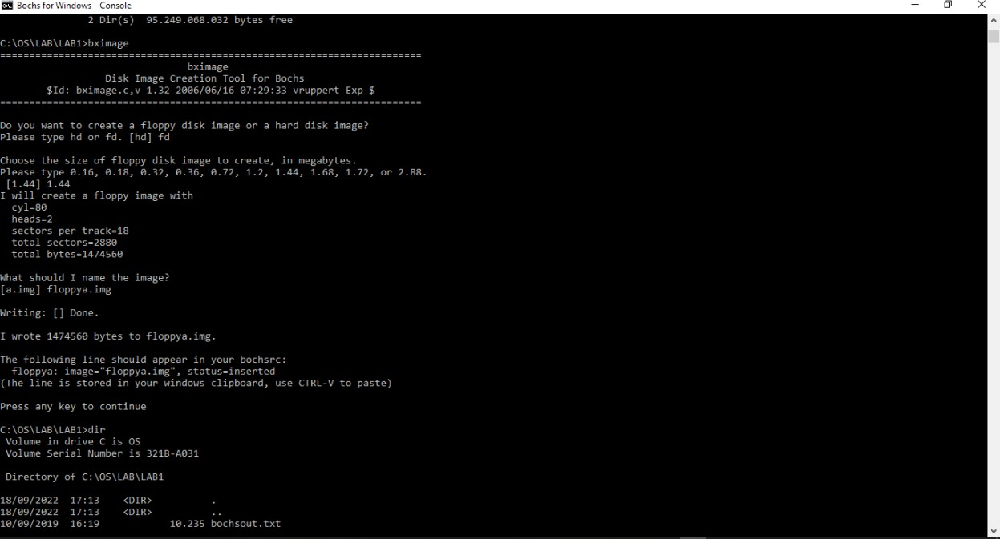 Bochs for Windows - Console
2 Dir(s) 95.249.068.032 bytes free
C:\OS\LAB\LAB1>bximage
========================================================================
bximage
Disk Image Creation Tool for Bochs
$Id: bximage.c,v 1.32 2006/06/16 07:29:33 vruppert Exp $
========================================================================
Do you want to create a floppy disk image or a hard disk image?
Please type hd or fd. [hd] fd
Choose the size of floppy disk image to create, in megabytes.
Please type 0.16, 0.18, 0.32, 0.36, 0.72, 1.2, 1.44, 1.68, 1.72, or 2.88.
[1.44] 1.44
I will create a floppy image with
cyl=80
heads=2
sectors per track=18
total sectors=2880
total bytes=1474560
What should I name the image?
[a.img] floppya.img
Writing: [] Done.
I wrote 1474560 bytes to floppya.img.
The following line should appear in your bochsrc:
floppya: image="floppya.img", status=inserted
(The line is stored in your windows clipboard, use CTRL-V to paste)
Press any key to continue
C:\OS\LAB\LAB1>dir
Volume in drive C is OS
Volume Serial Number is 321B-A031
Directory of C:\OS\LAB\LAB1
18/09/2022 17:13 <DIR> .
18/09/2022 17:13 <DIR> ..
10/09/2019 16:19 10.235 bochsout.txt